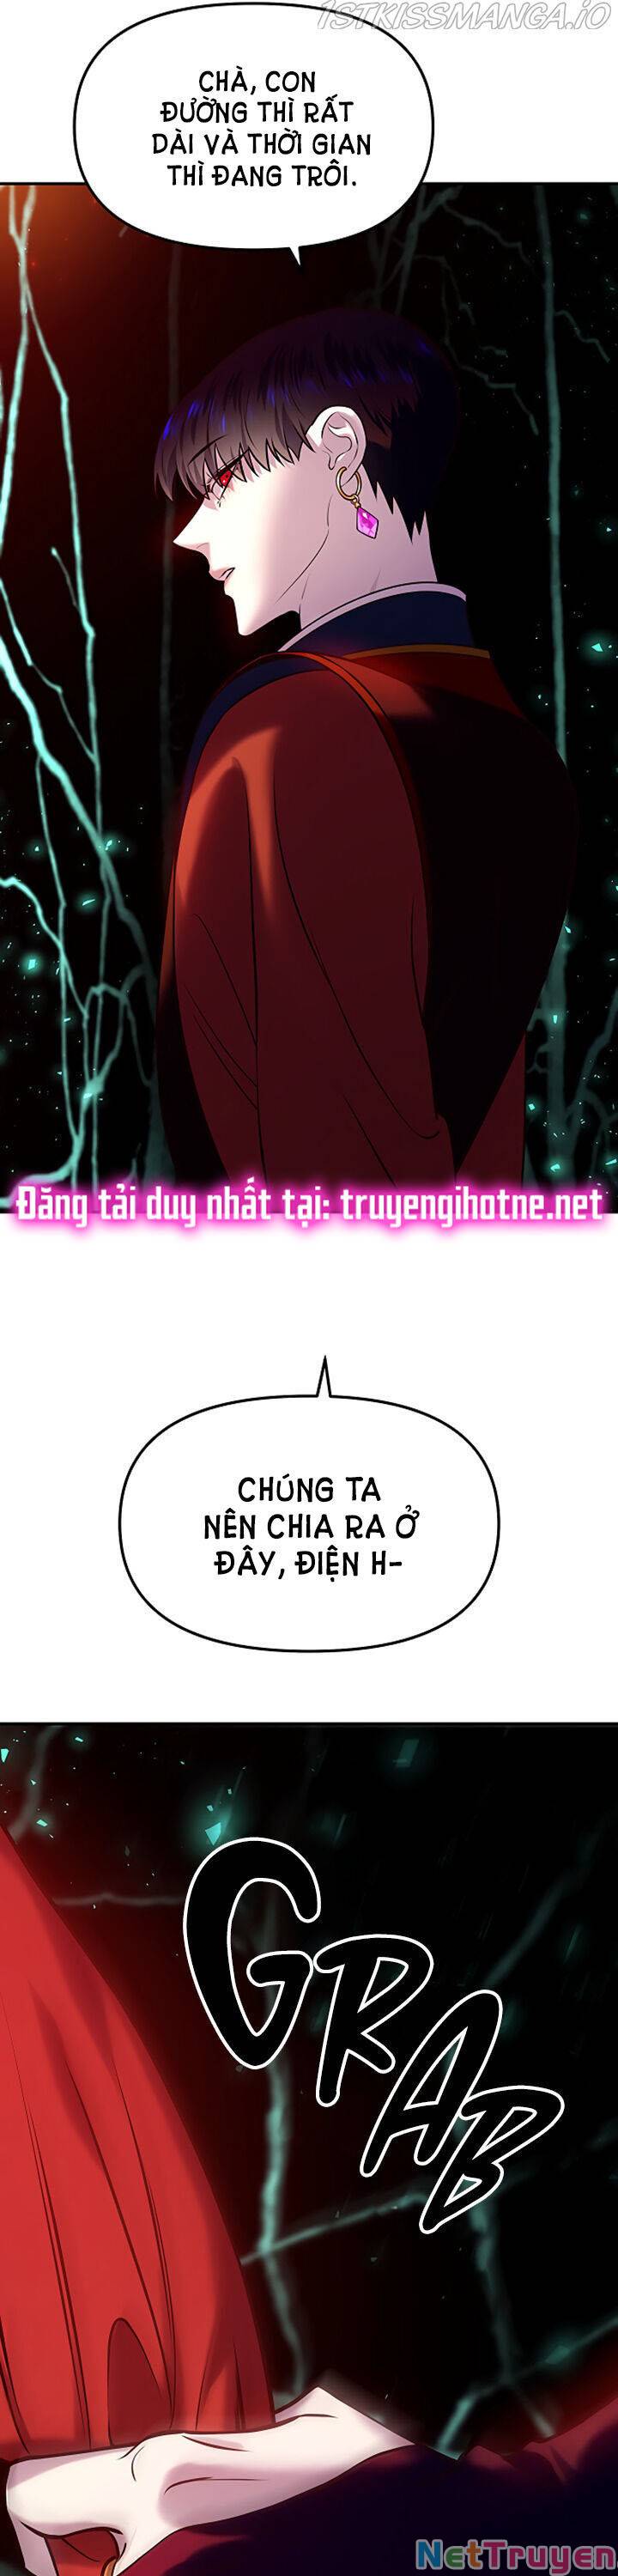 1STKISSMANGA.iO
CHÀ, CON
ĐƯỜNG THÌ RẤT
DÀI VÀ THỜI GIAN
THÌ ĐANG TRÔI.
Đăng tải duy nhất tại: truyengihotne.net
CHÚNG TA
NÊN CHIA RA Ở
ĐÂY, ĐIỆN H-
GRAB
NetTruyen